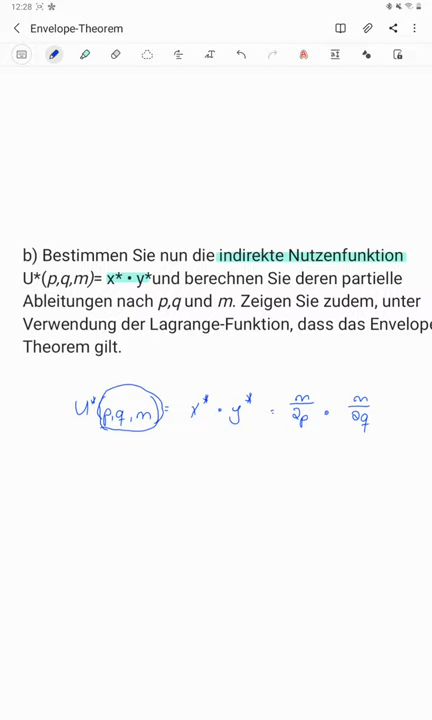 12:28
Envelope-Theorem
b) Bestimmen Sie nun die indirekte Nutzenfunktion
U*(p,q,m)= x* • y*und berechnen Sie deren partielle
Ableitungen nach p,q und m. Zeigen Sie zudem, unter
Verwendung der Lagrange-Funktion, dass das Envelope
Theorem gilt.
U*(p,q,m) = x* · y* = m/2p · m/2q